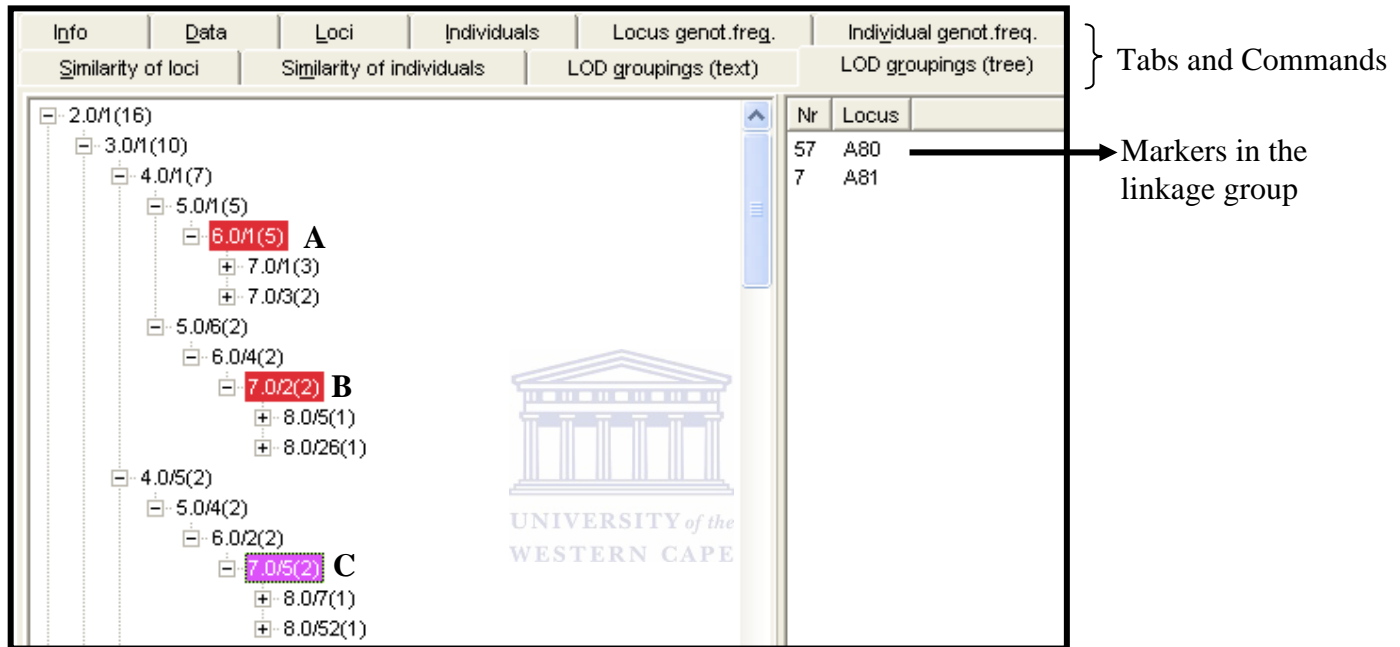 Info Data Loci Individuals Locus genot.freq. Individual genot.freq.
Similarity of loci Similarity of individuals LOD groupings (text) LOD groupings (tree)
Tabs and Commands
2.0/1(16)
3.0/1(10)
4.0/1(7)
5.0/1(5)
6.0/1(5) A
7.0/1(3)
7.0/3(2)
5.0/6(2)
6.0/4(2)
7.0/2(2) B
8.0/5(1)
8.0/26(1)
4.0/5(2)
5.0/4(2)
6.0/2(2)
7.0/5(2) C
8.0/7(1)
8.0/52(1)
Nr Locus
57 A80
7 A81
Markers in the
linkage group
UNIVERSITY of the
WESTERN CAPE